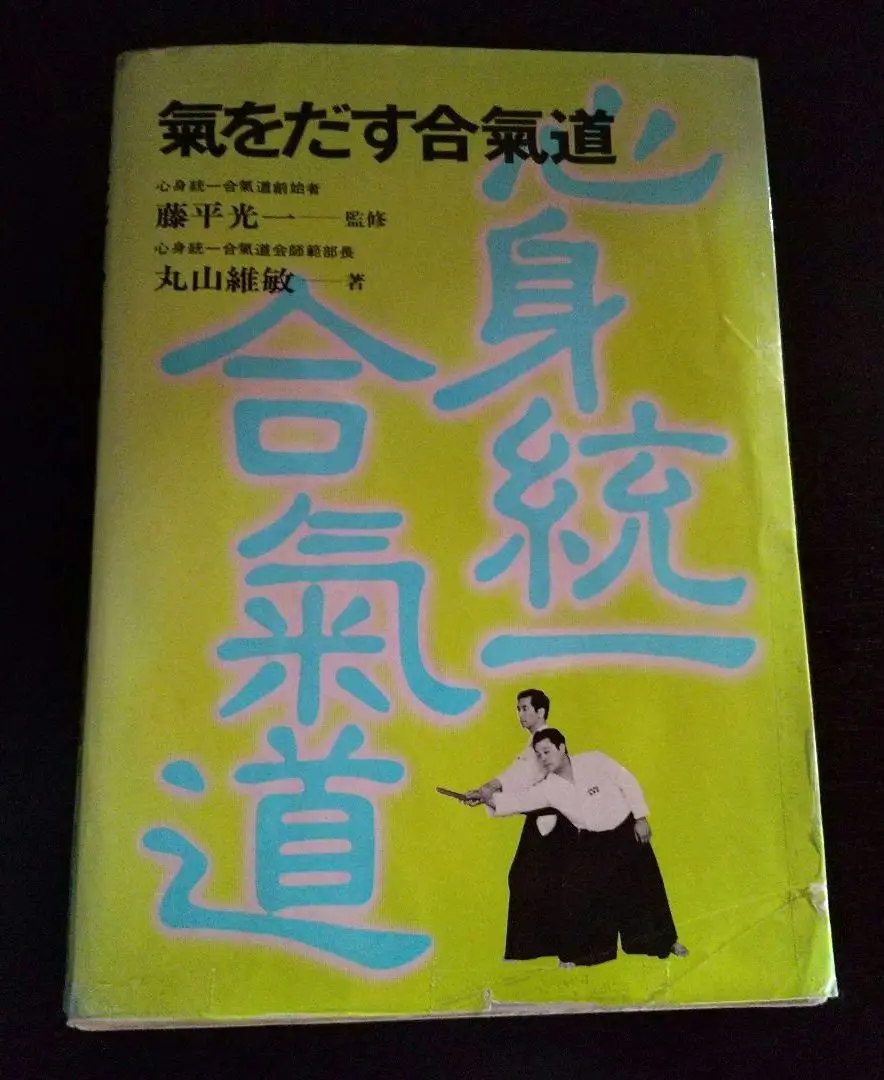 氣をだす合氣道
心身統一合氣道創始者
藤平光一──監修
心身統一合氣道会師範部長
丸山維敏──著
心身統一
合氣道